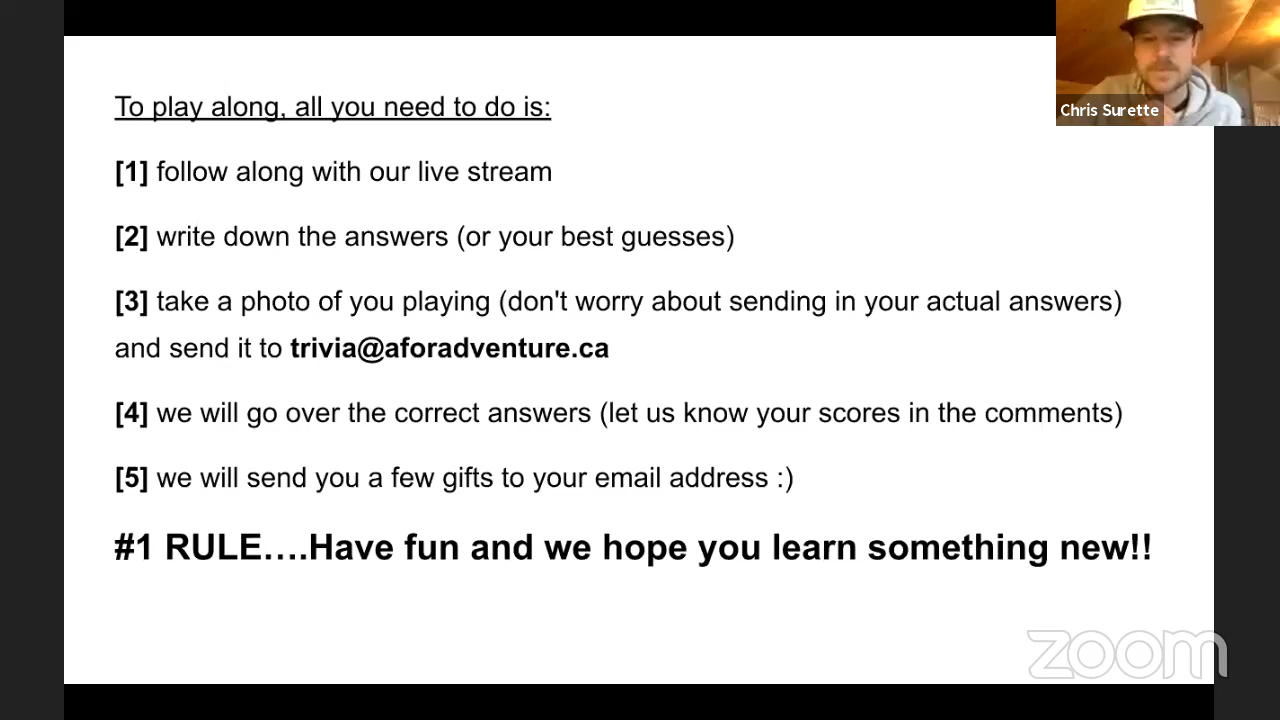 Chris Surette
To play along, all you need to do is:
[1] follow along with our live stream
[2] write down the answers (or your best guesses)
[3] take a photo of you playing (don't worry about sending in your actual answers)
and send it to trivia@aforadventure.ca
[4] we will go over the correct answers (let us know your scores in the comments)
[5] we will send you a few gifts to your email address :)
#1 RULE….Have fun and we hope you learn something new!!
zoom